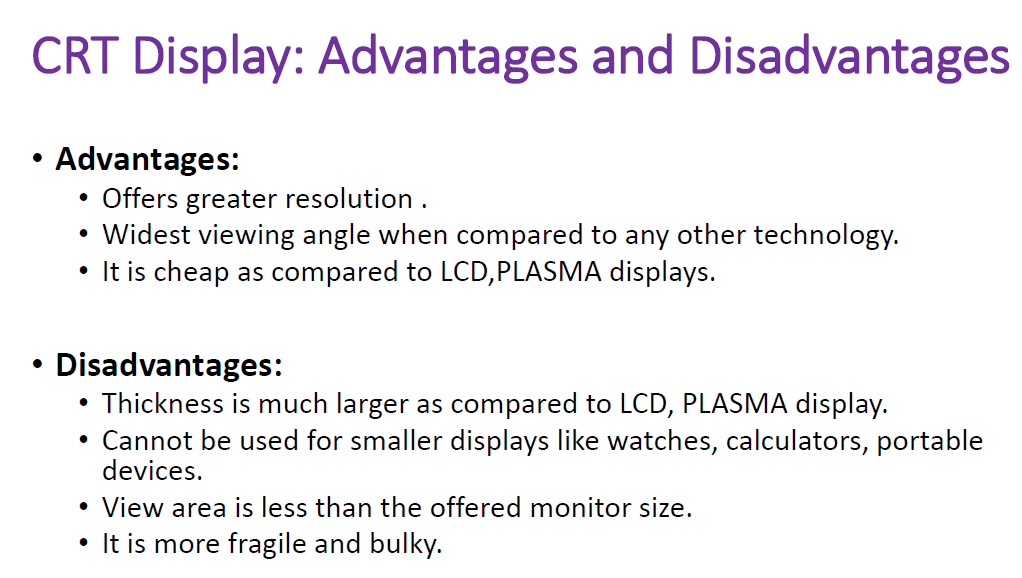 CRT Display: Advantages and Disadvantages
• Advantages:
• Offers greater resolution .
• Widest viewing angle when compared to any other technology.
• It is cheap as compared to LCD,PLASMA displays.
• Disadvantages:
• Thickness is much larger as compared to LCD, PLASMA display.
• Cannot be used for smaller displays like watches, calculators, portable
devices.
• View area is less than the offered monitor size.
• It is more fragile and bulky.